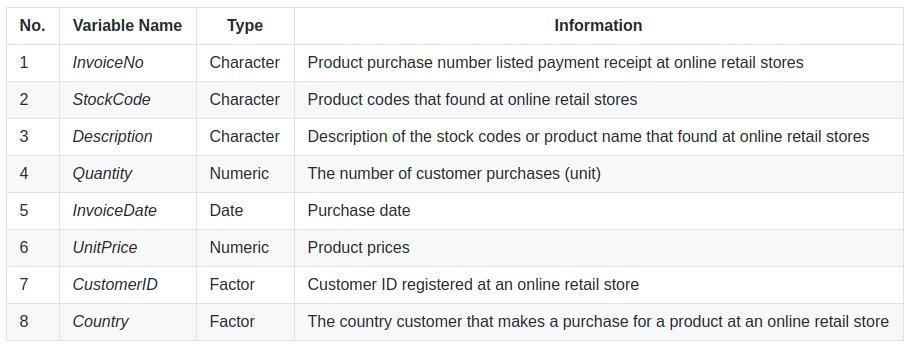 No. Variable Name Type Information
1 InvoiceNo Character Product purchase number listed payment receipt at online retail stores
2 StockCode Character Product codes that found at online retail stores
3 Description Character Description of the stock codes or product name that found at online retail stores
4 Quantity Numeric The number of customer purchases (unit)
5 InvoiceDate Date Purchase date
6 UnitPrice Numeric Product prices
7 CustomerID Factor Customer ID registered at an online retail store
8 Country Factor The country customer that makes a purchase for a product at an online retail store